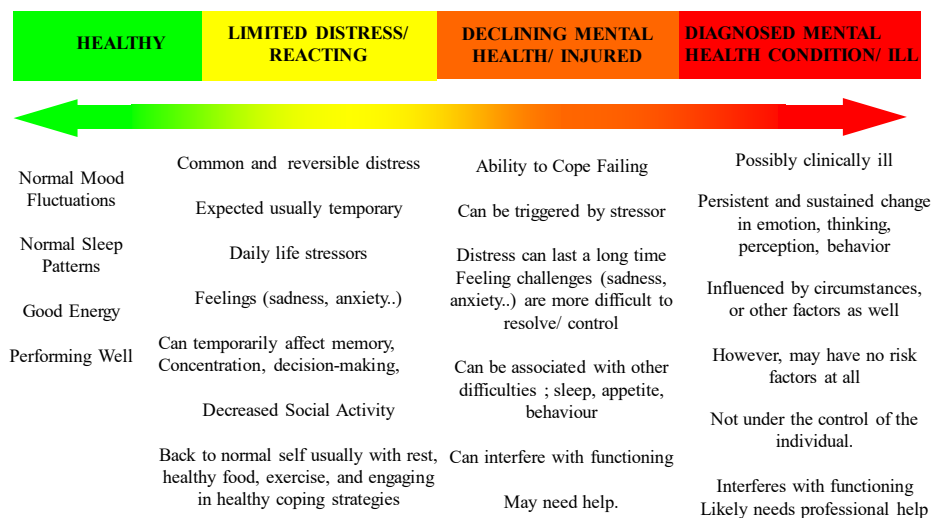 HEALTHY
LIMITED DISTRESS/
REACTING
DECLINING MENTAL
HEALTH/ INJURED
DIAGNOSED MENTAL
HEALTH CONDITION/ ILL
Normal Mood
Fluctuations
Normal Sleep
Patterns
Good Energy
Performing Well
Common and reversible distress
Expected usually temporary
Daily life stressors
Feelings (sadness, anxiety..)
Can temporarily affect memory,
Concentration, decision-making,
Decreased Social Activity
Back to normal self usually with rest,
healthy food, exercise, and engaging
in healthy coping strategies
Ability to Cope Failing
Can be triggered by stressor
Distress can last a long time
Feeling challenges (sadness,
anxiety..) are more difficult to
resolve/ control
Can be associated with other
difficulties ; sleep, appetite,
behaviour
Can interfere with functioning
May need help.
Possibly clinically ill
Persistent and sustained change
in emotion, thinking,
perception, behavior
Influenced by circumstances,
or other factors as well
However, may have no risk
factors at all
Not under the control of the
individual.
Interferes with functioning
Likely needs professional help